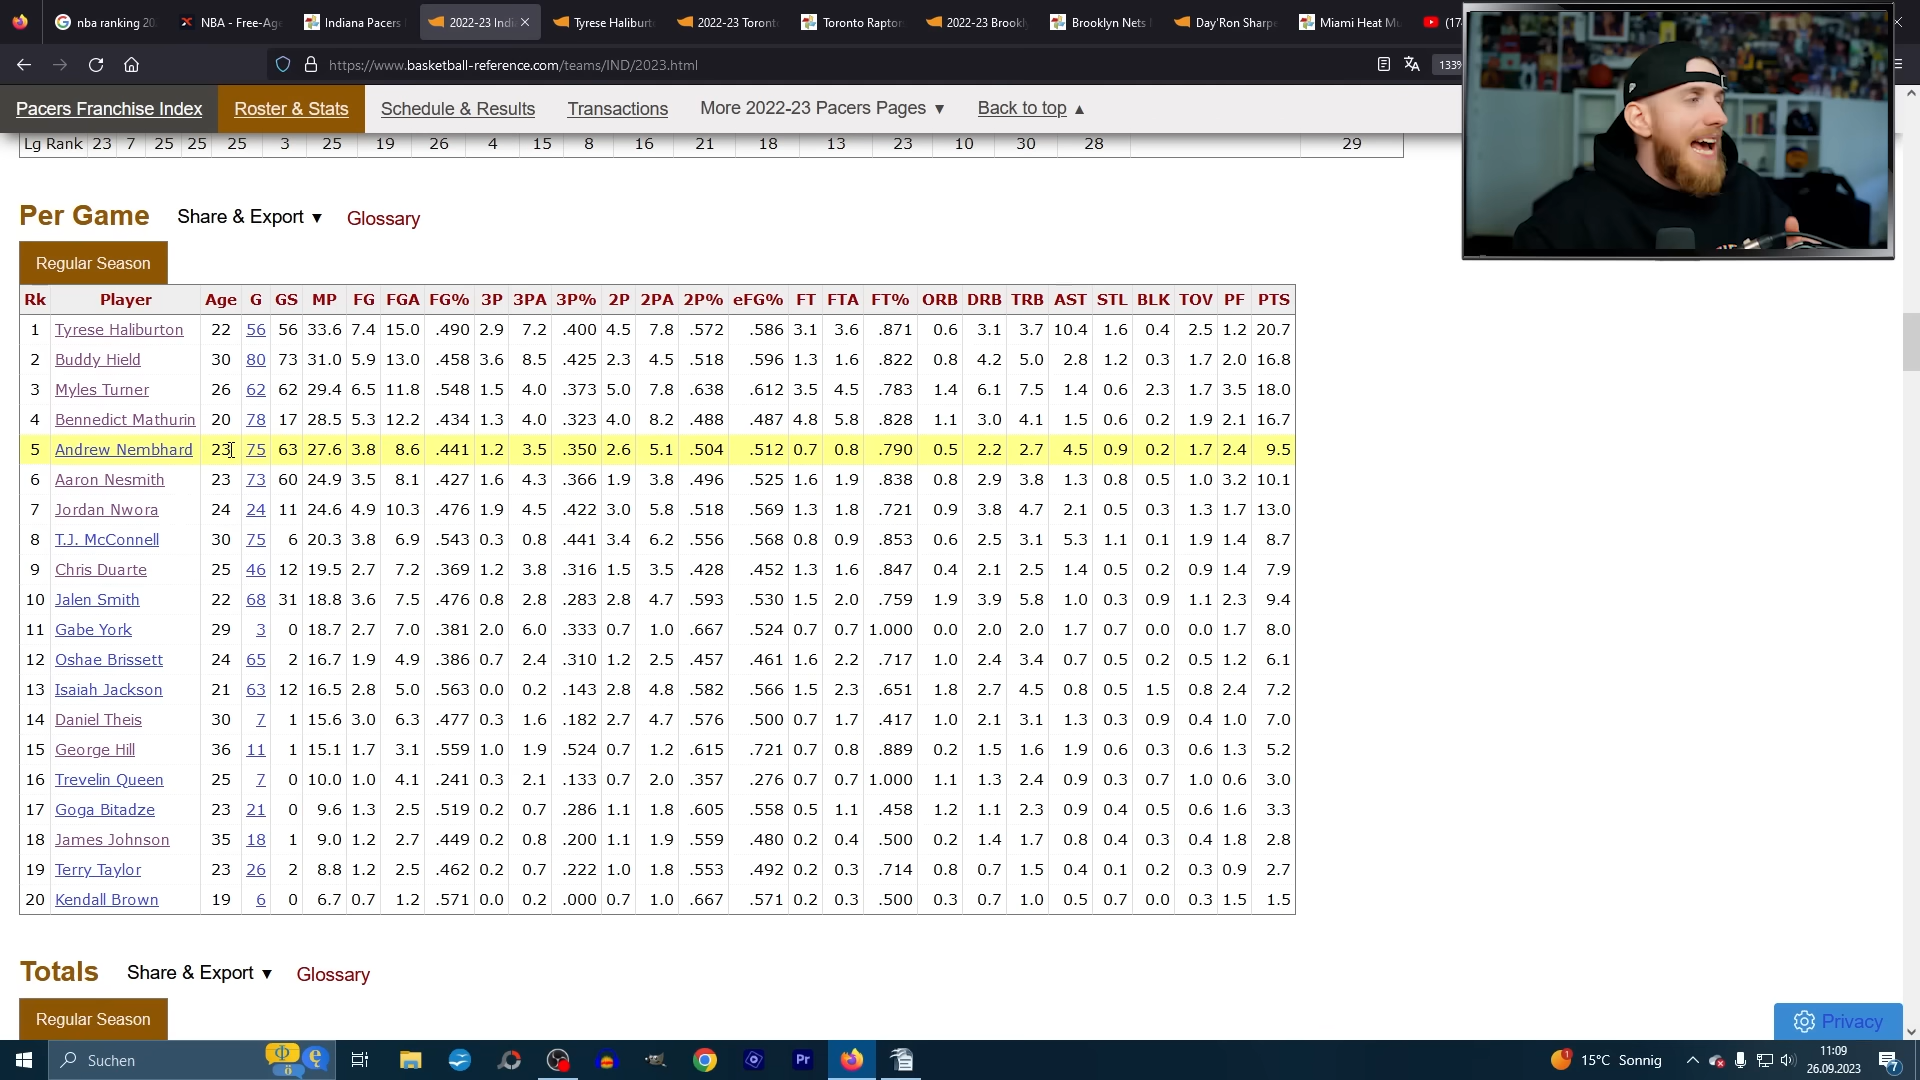 nba ranking 20
NBA - Free-Age
Indiana Pacers
2022-23 Indi
Tyrese Haliburt
2022-23 Toront
Toronto Raptor
2022-23 Brookly
Brooklyn Nets
Day'Ron Sharpe
Miami Heat Mu
(17
https://www.basketball-reference.com/teams/IND/2023.html
133%
Pacers Franchise Index Roster & Stats Schedule & Results Transactions More 2022-23 Pacers Pages ▼ Back to top ▲
Lg Rank 23 7 25 25 25 3 25 19 26 4 15 8 16 21 18 13 23 10 30 28 29
Per Game Share & Export ▼ Glossary
Regular Season
Rk Player Age G GS MP FG FGA FG% 3P 3PA 3P% 2P 2PA 2P% eFG% FT FTA FT% ORB DRB TRB AST STL BLK TOV PF PTS
1 Tyrese Haliburton 22 56 56 33.6 7.4 15.0 .490 2.9 7.2 .400 4.5 7.8 .572 .586 3.1 3.6 .871 0.6 3.1 3.7 10.4 1.6 0.4 2.5 1.2 20.7
2 Buddy Hield 30 80 73 31.0 5.9 13.0 .458 3.6 8.5 .425 2.3 4.5 .518 .596 1.3 1.6 .822 0.8 4.2 5.0 2.8 1.2 0.3 1.7 2.0 16.8
3 Myles Turner 26 62 62 29.4 6.5 11.8 .548 1.5 4.0 .373 5.0 7.8 .638 .612 3.5 4.5 .783 1.4 6.1 7.5 1.4 0.6 2.3 1.7 3.5 18.0
4 Bennedict Mathurin 20 78 17 28.5 5.3 12.2 .434 1.3 4.0 .323 4.0 8.2 .488 .487 4.8 5.8 .828 1.1 3.0 4.1 1.5 0.6 0.2 1.9 2.1 16.7
5 Andrew Nembhard 23 75 63 27.6 3.8 8.6 .441 1.2 3.5 .350 2.6 5.1 .504 .512 0.7 0.8 .790 0.5 2.2 2.7 4.5 0.9 0.2 1.7 2.4 9.5
6 Aaron Nesmith 23 73 60 24.9 3.5 8.1 .427 1.6 4.3 .366 1.9 3.8 .496 .525 1.6 1.9 .838 0.8 2.9 3.8 1.3 0.8 0.5 1.0 3.2 10.1
7 Jordan Nwora 24 24 11 24.6 4.9 10.3 .476 1.9 4.5 .422 3.0 5.8 .518 .569 1.3 1.8 .721 0.9 3.8 4.7 2.1 0.5 0.3 1.3 1.7 13.0
8 T.J. McConnell 30 75 6 20.3 3.8 6.9 .543 0.3 0.8 .441 3.4 6.2 .556 .568 0.8 0.9 .853 0.6 2.5 3.1 5.3 1.1 0.1 1.9 1.4 8.7
9 Chris Duarte 25 46 12 19.5 2.7 7.2 .369 1.2 3.8 .316 1.5 3.5 .428 .452 1.3 1.6 .847 0.4 2.1 2.5 1.4 0.5 0.2 0.9 1.4 7.9
10 Jalen Smith 22 68 31 18.8 3.6 7.5 .476 0.8 2.8 .283 2.8 4.7 .593 .530 1.5 2.0 .759 1.9 3.9 5.8 1.0 0.3 0.9 1.1 2.3 9.4
11 Gabe York 29 3 0 18.7 2.7 7.0 .381 2.0 6.0 .333 0.7 1.0 .667 .524 0.7 0.7 1.000 0.0 2.0 2.0 1.7 0.7 0.0 0.0 1.7 8.0
12 Oshae Brissett 24 65 2 16.7 1.9 4.9 .386 0.7 2.4 .310 1.2 2.5 .457 .461 1.6 2.2 .717 1.0 2.4 3.4 0.7 0.5 0.2 0.5 1.2 6.1
13 Isaiah Jackson 21 63 12 16.5 2.8 5.0 .563 0.0 0.2 .143 2.8 4.8 .582 .566 1.5 2.3 .651 1.8 2.7 4.5 0.8 0.5 1.5 0.8 2.4 7.2
14 Daniel Theis 30 7 1 15.6 3.0 6.3 .477 0.3 1.6 .182 2.7 4.7 .576 .500 0.7 1.7 .417 1.0 2.1 3.1 1.3 0.3 0.9 0.4 1.0 7.0
15 George Hill 36 11 1 15.1 1.7 3.1 .559 1.0 1.9 .524 0.7 1.2 .615 .721 0.7 0.8 .889 0.2 1.5 1.6 1.9 0.6 0.3 0.6 1.3 5.2
16 Trevelin Queen 25 7 0 10.0 1.0 4.1 .241 0.3 2.1 .133 0.7 2.0 .357 .276 0.7 0.7 1.000 1.1 1.3 2.4 0.9 0.3 0.7 1.0 0.6 3.0
17 Goga Bitadze 23 21 0 9.6 1.3 2.5 .519 0.2 0.7 .286 1.1 1.8 .605 .558 0.5 1.1 .458 1.2 1.1 2.3 0.9 0.4 0.5 0.6 1.6 3.3
18 James Johnson 35 18 1 9.0 1.2 2.7 .449 0.2 0.8 .200 1.1 1.9 .559 .480 0.2 0.4 .500 0.2 1.4 1.7 0.8 0.4 0.3 0.4 1.8 2.8
19 Terry Taylor 23 26 2 8.8 1.2 2.5 .462 0.2 0.7 .222 1.0 1.8 .553 .492 0.2 0.3 .714 0.8 0.7 1.5 0.4 0.1 0.2 0.3 0.9 2.7
20 Kendall Brown 19 6 0 6.7 0.7 1.2 .571 0.0 0.2 .000 0.7 1.0 .667 .571 0.2 0.3 .500 0.3 0.7 1.0 0.5 0.7 0.0 0.3 1.5 1.5
Totals Share & Export ▼ Glossary
Regular Season
Privacy
Suchen
Pr
15°C Sonnig
11:09
26.09.2023
7